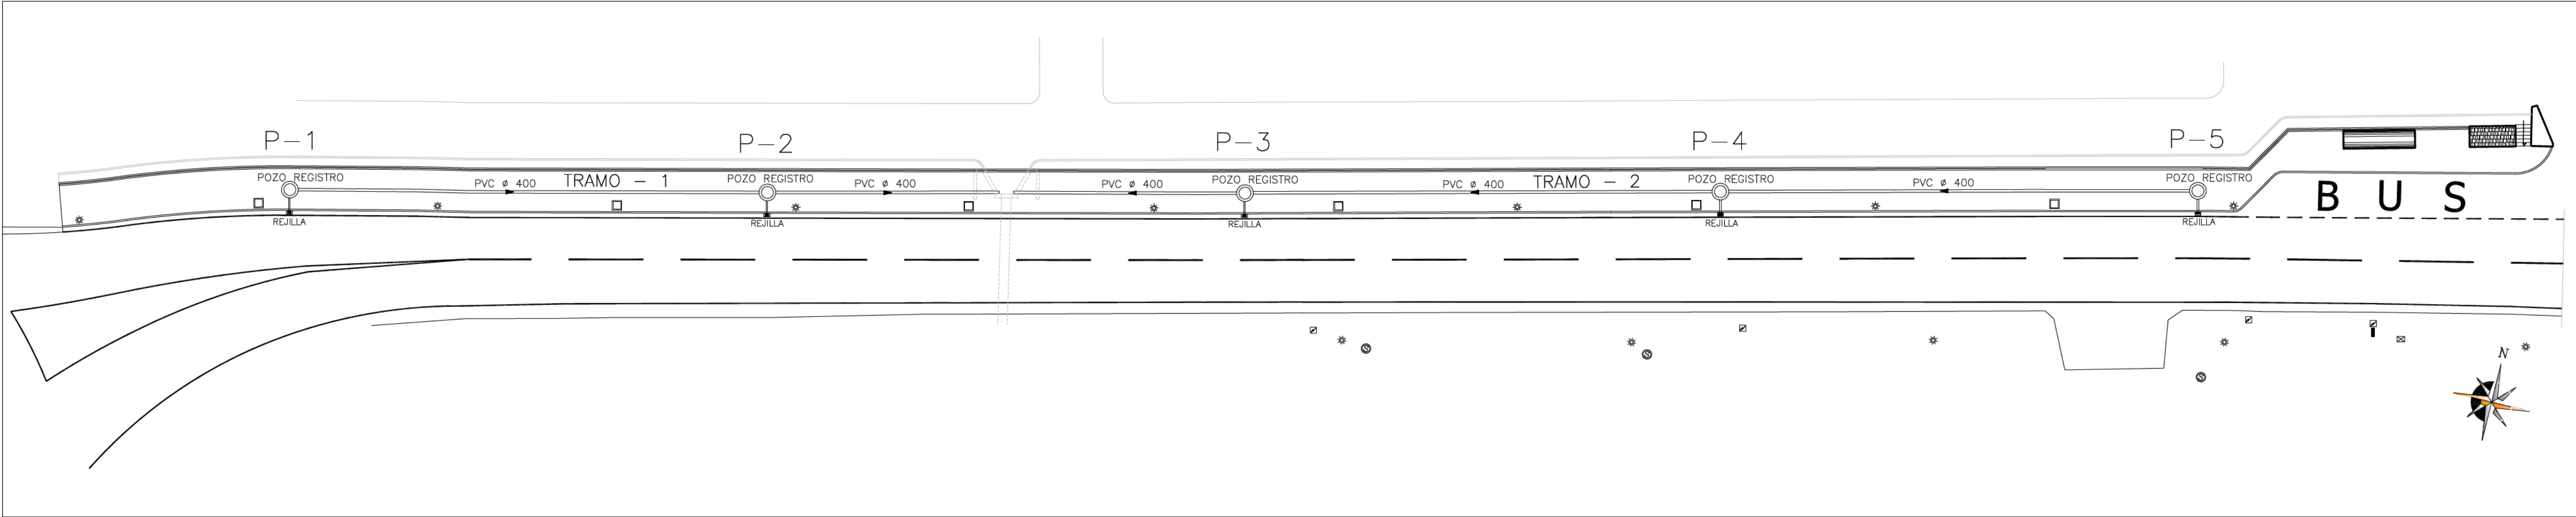 P-1
P-2
P-3
P-4
P-5
POZO REGISTRO
PVC ø 400
TRAMO - 1
POZO REGISTRO
PVC ø 400
PVC ø 400
POZO REGISTRO
PVC ø 400
TRAMO - 2
POZO REGISTRO
PVC ø 400
POZO REGISTRO
BUS
REJILLA
REJILLA
REJILLA
REJILLA
REJILLA
S
S
S
N